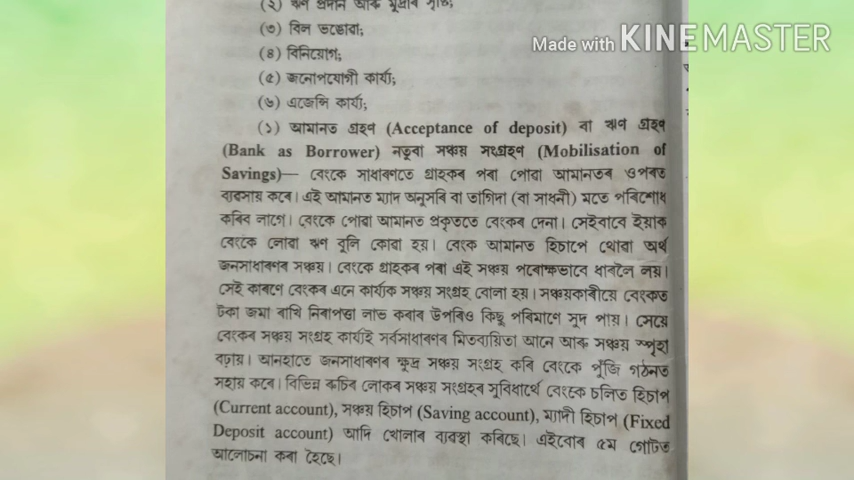 (২) ঋণ প্ৰদান আৰু মুদ্ৰাৰ সৃষ্টি;
(৩) বিল ভঙোৱা;
Made with KINEMASTER
(৪) বিনিয়োগ;
(৫) জনোপযোগী কাৰ্য্য;
(৬) এজেন্সি কাৰ্য্য;
(১) আমানত গ্ৰহণ (Acceptance of deposit) বা ঋণ গ্ৰহণ
(Bank as Borrower) নতুবা সঞ্চয় সংগ্ৰহণ (Mobilisation of
Savings)— বেংকে সাধাৰণতে গ্ৰাহকৰ পৰা পোৱা আমানতৰ ওপৰত
ব্যৱসায় কৰে। এই আমানত ম্যাদ অনুসৰি বা তাগিদা (বা সাধনী) মতে পৰিশোধ
কৰিব লাগে। বেংকে পোৱা আমানত প্ৰকৃততে বেংকৰ দেনা। সেইবাবে ইয়াক
বেংকে লোৱা ঋণ বুলি কোৱা হয়। বেংক আমানত হিচাপে থোৱা অৰ্থ
জনসাধাৰণৰ সঞ্চয়। বেংকে গ্ৰাহকৰ পৰা এই সঞ্চয় পৰোক্ষভাবে ধাৰলৈ লয়।
সেই কাৰণে বেংকৰ এনে কাৰ্য্যক সঞ্চয় সংগ্ৰহ বোলা হয়। সঞ্চয়কাৰীয়ে বেংকত
টকা জমা ৰাখি নিৰাপত্তা লাভ কৰাৰ উপৰিও কিছু পৰিমাণে সুদ পায়। সেয়ে
বেংকৰ সঞ্চয় সংগ্ৰহ কাৰ্য্যই সৰ্বসাধাৰণৰ মিতব্যয়িতা আনে আৰু সঞ্চয় স্পৃহা
বঢ়ায়। আনহাতে জনসাধাৰণৰ ক্ষুদ্ৰ সঞ্চয় সংগ্ৰহ কৰি বেংকে পুঁজি গঠনত
সহায় কৰে। বিভিন্ন ৰুচিৰ লোকৰ সঞ্চয় সংগ্ৰহৰ সুবিধাৰ্থে বেংকে চলিত হিচাপ
(Current account), সঞ্চয় হিচাপ (Saving account), ম্যাদী হিচাপ (Fixed
Deposit account) আদি খোলাৰ ব্যৱস্থা কৰিছে। এইবোৰ ৫ম গোটত
আলোচনা কৰা হৈছে।